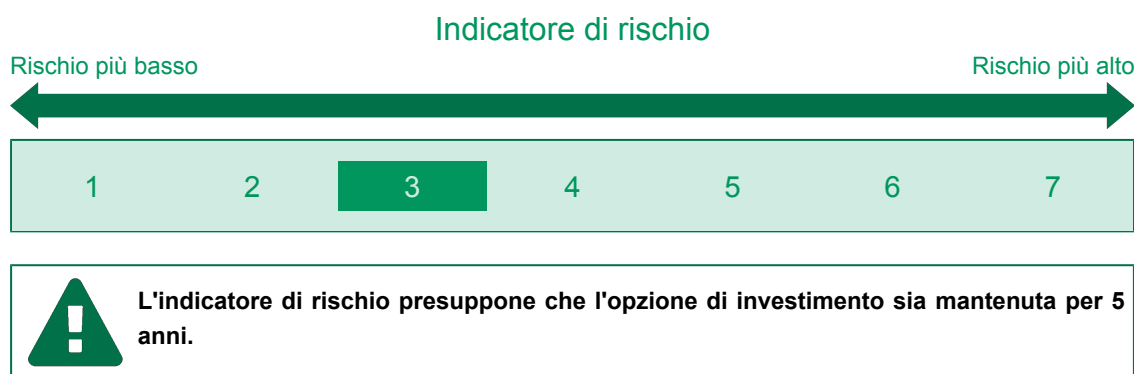 Indicatore di rischio
Rischio più basso
Rischio più alto
1 2 3 4 5 6 7
L'indicatore di rischio presuppone che l'opzione di investimento sia mantenuta per 5
anni.